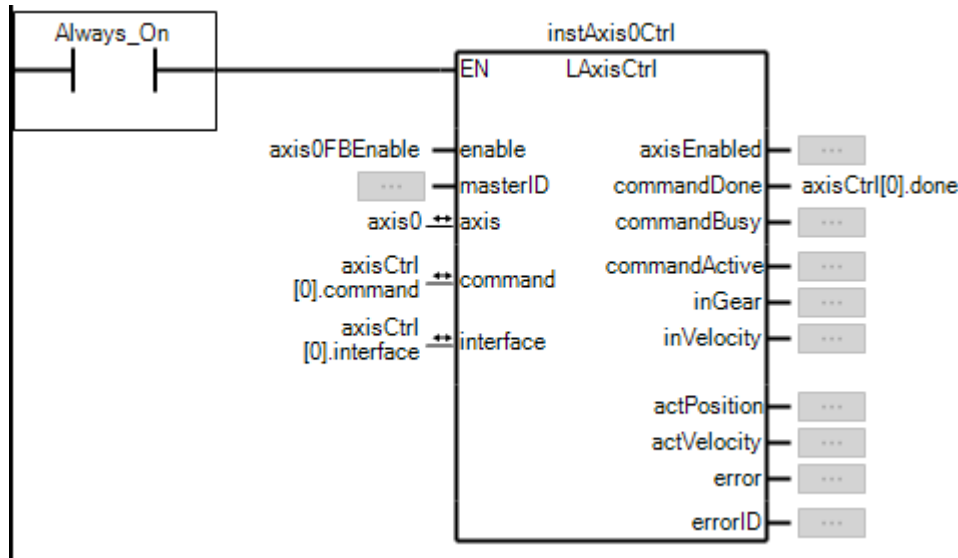 Always_On
instAxis0Ctrl
EN LAxisCtrl
axis0FBEnable enable axisEnabled ...
... masterID commandDone axisCtrl[0].done
axis0 axis commandBusy ...
axisCtrl
[0].command command commandActive ...
inGear ...
axisCtrl
[0].interface interface inVelocity ...
actPosition ...
actVelocity ...
error ...
errorID ...